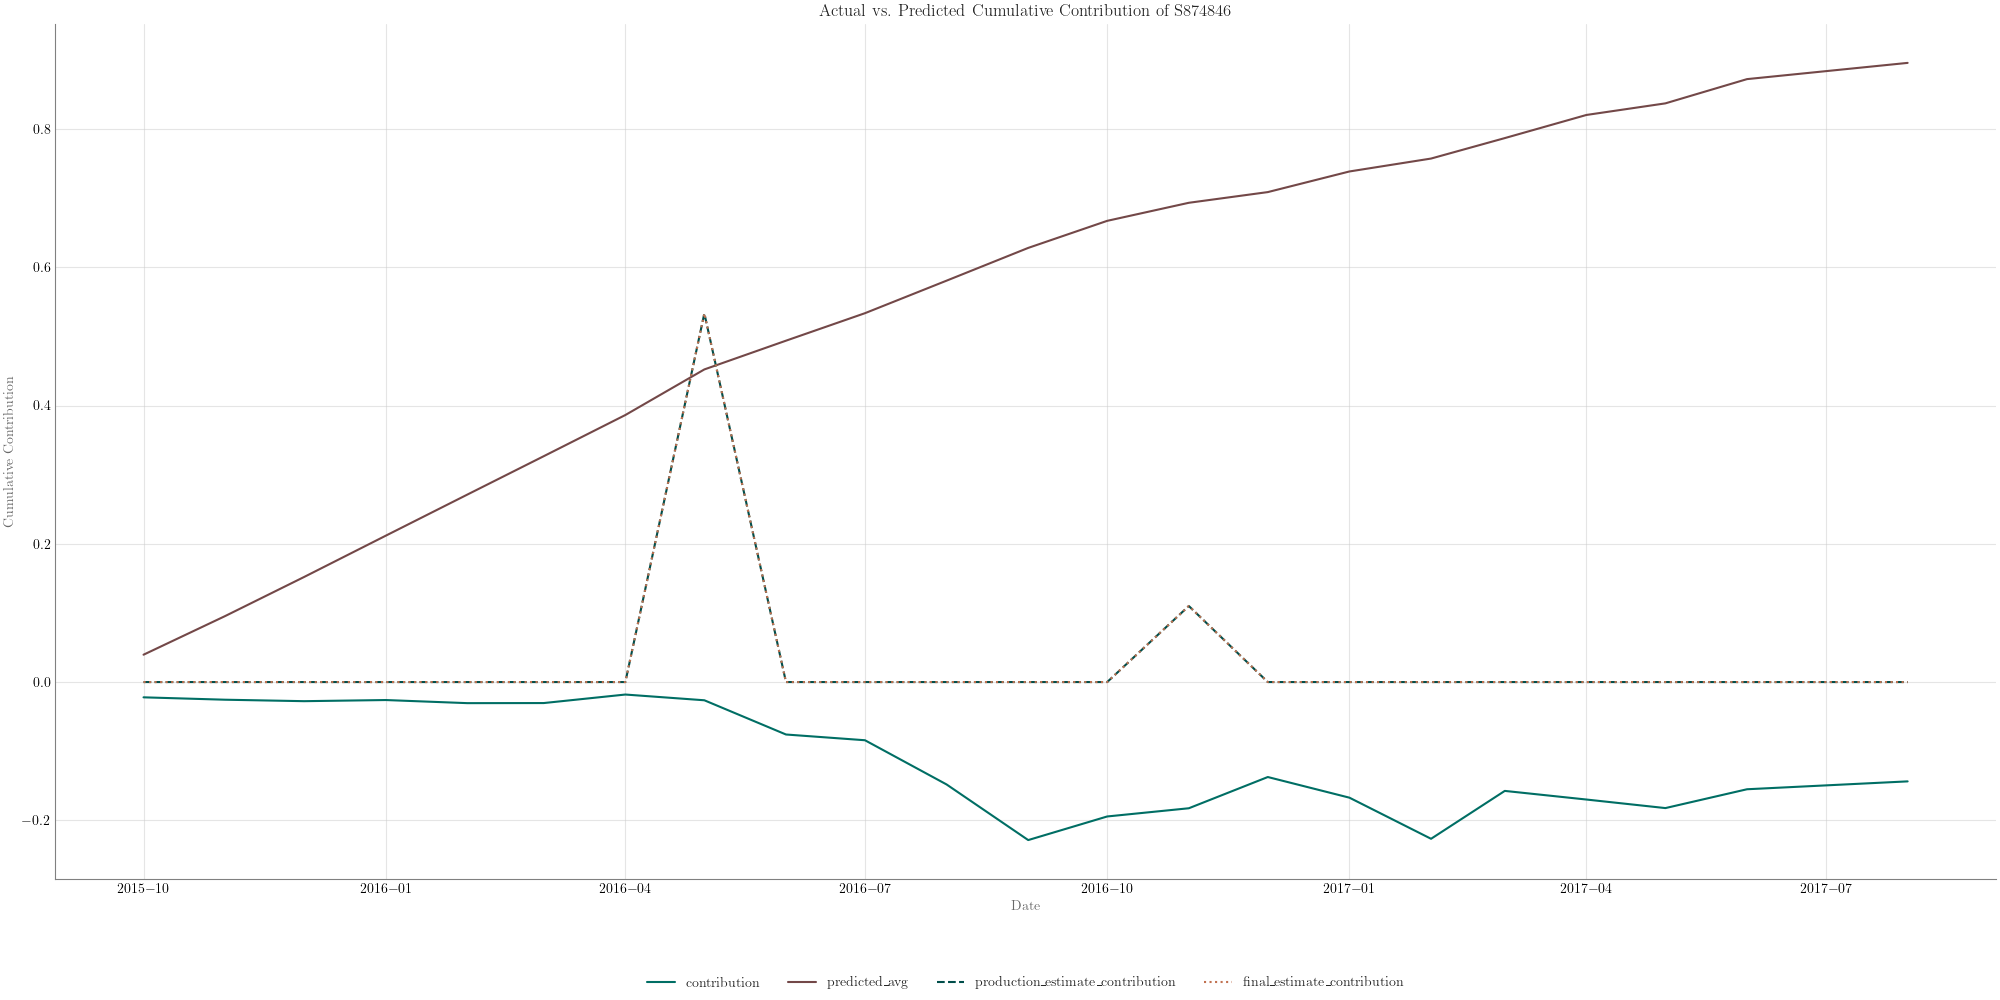 Actual vs. Predicted Cumulative Contribution of S874846
Cumulative Contribution
0.8
0.6
0.4
0.2
0.0
−0.2
2015−10 2016−01 2016−04 2016−07 2016−10 2017−01 2017−04 2017−07
Date
contribution predicted_avg production_estimate_contribution final_estimate_contribution